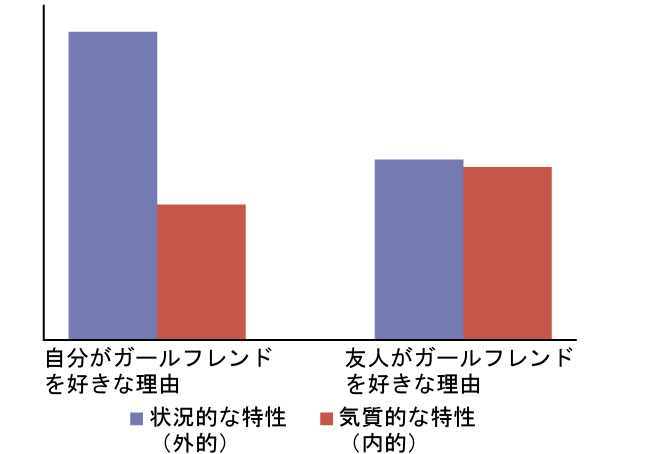 自分がガールフレンド
を好きな理由
友人がガールフレンド
を好きな理由
状況的な特性
（外的）
気質的な特性
（内的）